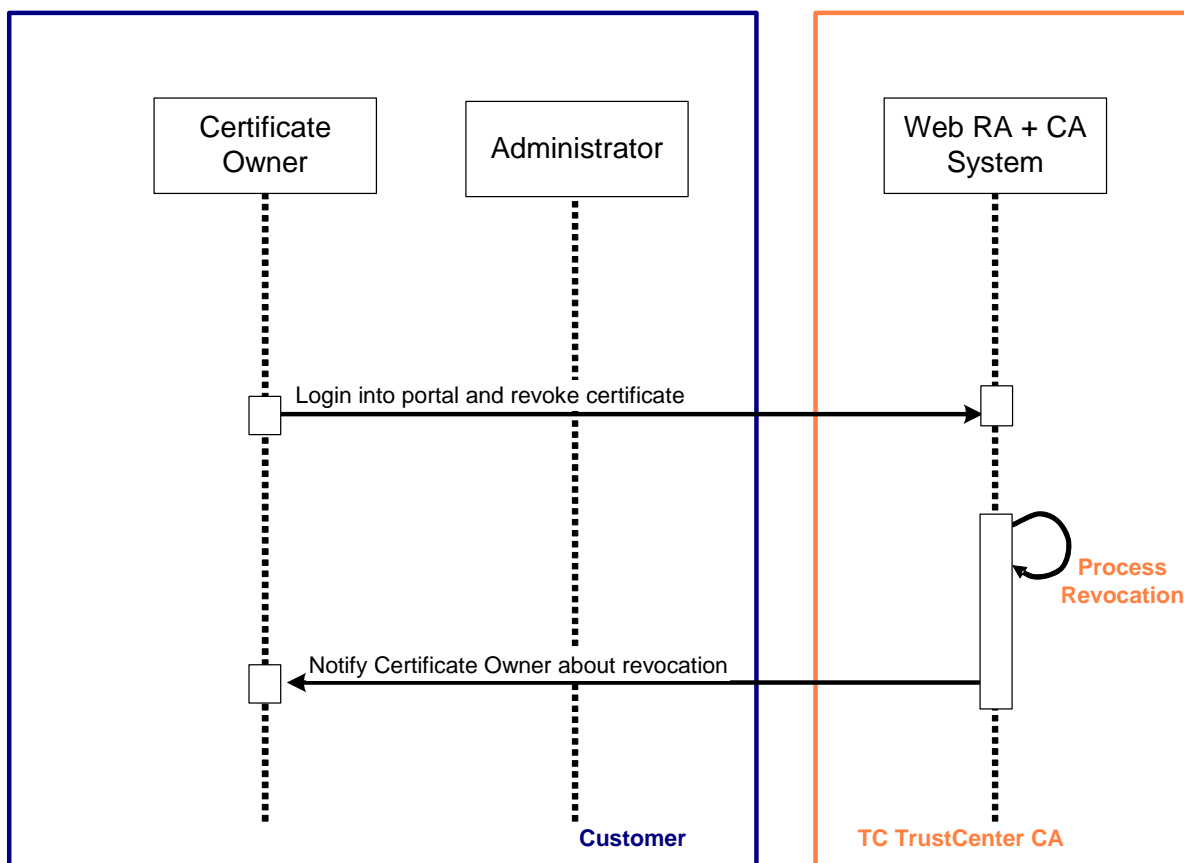 Certificate
Owner
Administrator
Web RA + CA
System
Login into portal and revoke certificate
Process
Revocation
Notify Certificate Owner about revocation
Customer
TC TrustCenter CA